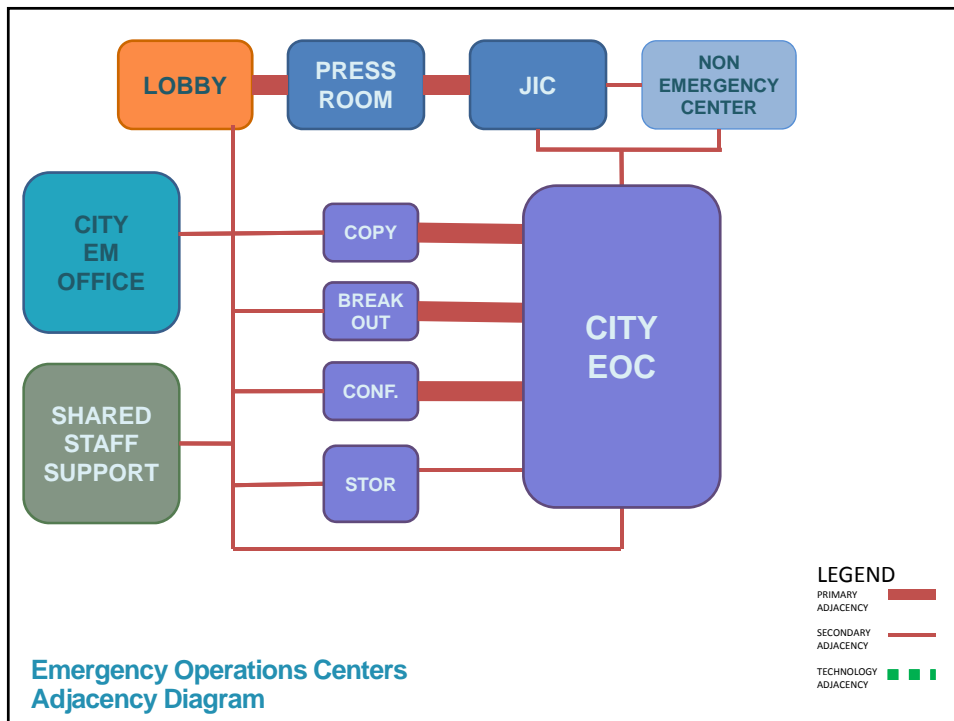 LOBBY
PRESS
ROOM
JIC
NON
EMERGENCY
CENTER
CITY
EM
OFFICE
COPY
BREAK
OUT
CONF.
STOR
CITY
EOC
SHARED
STAFF
SUPPORT
LEGEND
PRIMARY
ADJACENCY
SECONDARY
ADJACENCY
TECHNOLOGY
ADJACENCY
Emergency Operations Centers
Adjacency Diagram